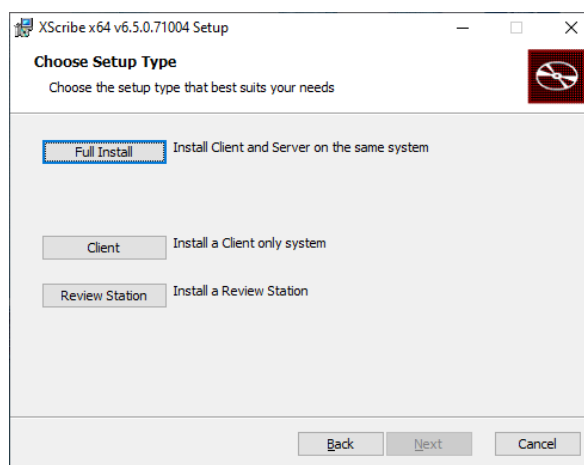 XScribe x64 v6.5.0.71004 Setup
Choose Setup Type
Choose the setup type that best suits your needs
Full Install Install Client and Server on the same system
Client Install a Client only system
Review Station Install a Review Station
Back Next Cancel